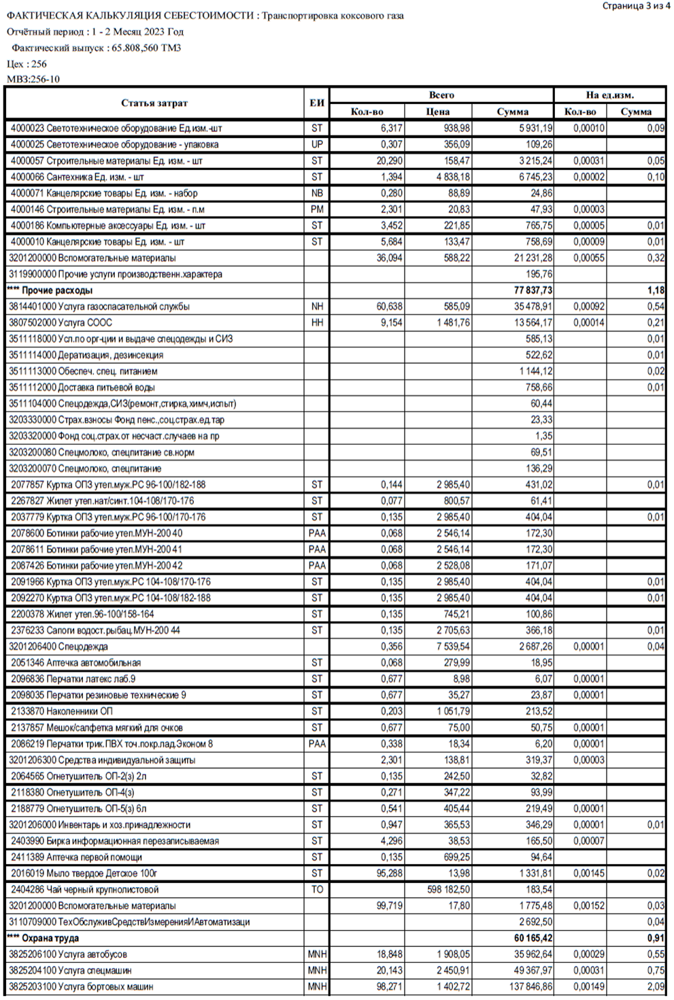 Страница 3 из 4
ФАКТИЧЕСКАЯ КАЛЬКУЛЯЦИЯ СЕБЕСТОИМОСТИ : Транспортировка коксового газа
Отчётный период : 1 - 2 Месяц 2023 Год
Фактический выпуск : 65.808,560 ТМ3
Цех : 256
МВЗ:256-10
Статья затрат ЕИ Всего На ед.изм.
Кол-во Цена Сумма Кол-во Сумма
4000023 Светотехническое оборудование Ед.изм.-шт ST 6,317 938,98 5 931,19 0,00010 0,09
4000025 Светотехническое оборудование - упаковка UP 0,307 356,09 109,26
4000057 Строительные материалы Ед. изм. - шт ST 20,290 158,47 3 215,24 0,00031 0,05
4000066 Сантехника Ед. изм. - шт ST 1,394 4 838,18 6 745,23 0,00002 0,10
4000071 Канцелярские товары Ед. изм. - набор NB 0,280 88,89 24,86
4000146 Строительные материалы Ед. изм. - п.м PM 2,301 20,83 47,93 0,00003
4000186 Компьютерные аксессуары Ед. изм. - шт ST 3,452 221,85 765,75 0,00005 0,01
4000010 Канцелярские товары Ед. изм. - шт ST 5,684 133,47 758,69 0,00009 0,01
3201200000 Вспомогательные материалы 36,094 588,22 21 231,28 0,00055 0,32
3119900000 Прочие услуги производственн.характера 195,76
**** Прочие расходы 77 837,73 1,18
3814401000 Услуга газоспасательной службы NH 60,638 585,09 35 478,91 0,00092 0,54
3807502000 Услуга СООС HH 9,154 1 481,76 13 564,17 0,00014 0,21
3511118000 Усл.по орг-ции и выдаче спецодежды и СИЗ 585,13 0,01
3511114000 Дератизация, дезинсекция 522,62 0,01
3511113000 Обеспеч. спец. питанием 1 144,12 0,02
3511112000 Доставка питьевой воды 758,66 0,01
3511104000 Спецодежда,СИЗ(ремонт,стирка,химч,испыт) 60,44
3203330000 Страх.взносы Фонд пенс.,соц.страх.ед.тар 23,33
3203320000 Фонд соц.страх.от несчаст.случаев на пр 1,35
3203200080 Спецмолоко, спецпитание св.норм 69,51
3203200070 Спецмолоко, спецпитание 136,29
2077857 Куртка ОПЗ утеп.муж.РС 96-100/182-188 ST 0,144 2 985,40 431,02 0,01
2267827 Жилет утеп.нат/синт.104-108/170-176 ST 0,077 800,57 61,41
2037779 Куртка ОПЗ утеп.муж.РС 96-100/170-176 ST 0,135 2 985,40 404,04 0,01
2078600 Ботинки рабочие утеп.МУН-200 40 PAA 0,068 2 546,14 172,30
2078611 Ботинки рабочие утеп.МУН-200 41 PAA 0,068 2 546,14 172,30
2087426 Ботинки рабочие утеп.МУН-200 42 PAA 0,068 2 528,08 171,07
2091966 Куртка ОПЗ утеп.муж.РС 104-108/170-176 ST 0,135 2 985,40 404,04 0,01
2092270 Куртка ОПЗ утеп.муж.РС 104-108/182-188 ST 0,135 2 985,40 404,04 0,01
2200378 Жилет утеп.96-100/158-164 ST 0,135 745,21 100,86
2376233 Сапоги водост.рыбац.МУН-200 44 ST 0,135 2 705,63 366,18 0,01
3201206400 Спецодежда 0,356 7 539,54 2 687,26 0,00001 0,04
2051346 Аптечка автомобильная ST 0,068 279,99 18,95
2096836 Перчатки латекс лаб.9 ST 0,677 8,98 6,07 0,00001
2098035 Перчатки резиновые технические 9 ST 0,677 35,27 23,87 0,00001
2133870 Наколенники ОП ST 0,203 1 051,79 213,52
2137857 Мешок/салфетка мягкий для очков ST 0,677 75,00 50,75 0,00001
2086219 Перчатки трик.ПВХ точ.покр.лад.Эконом 8 PAA 0,338 18,34 6,20 0,00001
3201206300 Средства индивидуальной защиты 2,301 138,81 319,37 0,00003
2064565 Огнетушитель ОП-2(з) 2л ST 0,135 242,50 32,82
2118380 Огнетушитель ОП-4(з) ST 0,271 347,22 93,99
2188779 Огнетушитель ОП-5(з) 6л ST 0,541 405,44 219,49 0,00001
3201206000 Инвентарь и хоз.принадлежности ST 0,947 365,53 346,29 0,00001 0,01
2403990 Бирка информационная перезаписываемая ST 4,296 38,53 165,50 0,00007
2411389 Аптечка первой помощи ST 0,135 699,25 94,64
2016019 Мыло твердое Детское 100г ST 95,288 13,98 1 331,81 0,00145 0,02
2404286 Чай черный крупнолистовой TO 598 182,50 183,54
3201200000 Вспомогательные материалы 99,719 17,80 1 775,48 0,00152 0,03
3110709000 ТехОбслуживСредствИзмеренияИАвтоматизаци 2 692,50 0,04
**** Охрана труда 60 165,42 0,91
3825206100 Услуга автобусов MNH 18,848 1 908,05 35 962,64 0,00029 0,55
3825204100 Услуга спецмашин MNH 20,143 2 450,91 49 367,97 0,00031 0,75
3825203100 Услуга бортовых машин MNH 98,271 1 402,72 137 846,86 0,00149 2,09